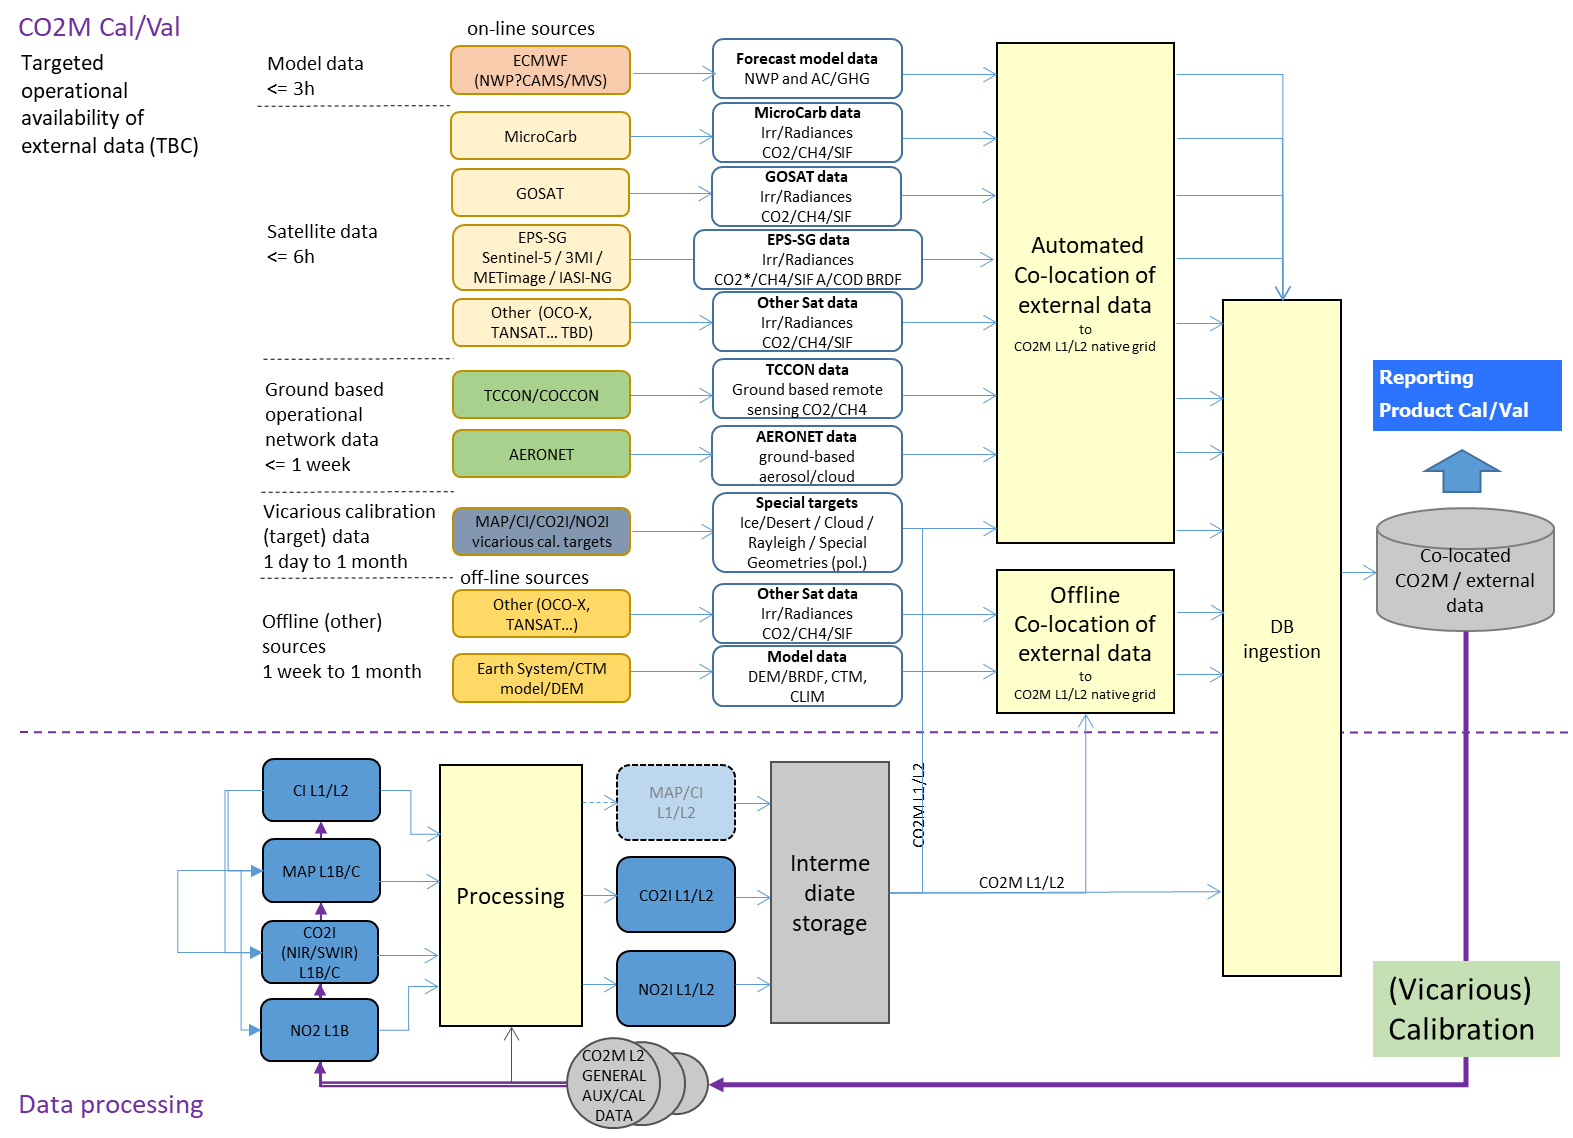 CO2M Cal/Val
Targeted
operational
availability of
external data (TBC)
on-line sources
Model data
<= 3h
ECMWF
(NWP?CAMS/MVS)
Forecast model data
NWP and AC/GHG
Satellite data
<= 6h
MicroCarb
MicroCarb data
Irr/Radiances
CO2/CH4/SIF
GOSAT
GOSAT data
Irr/Radiances
CO2/CH4/SIF
EPS-SG
Sentinel-5 / 3MI /
METimage / IASI-NG
EPS-SG data
Irr/Radiances
CO2*/CH4/SIF A/COD BRDF
Other (OCO-X,
TANSAT... TBD)
Other Sat data
Irr/Radiances
CO2/CH4/SIF
Ground based
operational
network data
<= 1 week
TCCON/COCCON
TCCON data
Ground based remote
sensing CO2/CH4
AERONET
AERONET data
ground-based
aerosol/cloud
Vicarious calibration
(target) data
1 day to 1 month
MAP/CI/CO2I/NO2I
vicarious cal. targets
Special targets
Ice/Desert / Cloud /
Rayleigh / Special
Geometries (pol.)
off-line sources
Offline (other)
sources
1 week to 1 month
Other (OCO-X,
TANSAT...)
Other Sat data
Irr/Radiances
CO2/CH4/SIF
Earth System/CTM
model/DEM
Model data
DEM/BRDF, CTM,
CLIM
Automated
Co-location of
external data
to
CO2M L1/L2 native grid
Offline
Co-location of
external data
to
CO2M L1/L2 native grid
DB
ingestion
Reporting
Product Cal/Val
Co-located
CO2M / external
data
CI L1/L2
MAP L1B/C
CO2I
(NIR/SWIR)
L1B/C
NO2 L1B
Processing
MAP/CI
L1/L2
CO2I L1/L2
NO2I L1/L2
Interme
diate
storage
CO2M L1/L2
CO2M L1/L2
(Vicarious)
Calibration
CO2M L2
GENERAL
AUX/CAL
DATA
Data processing